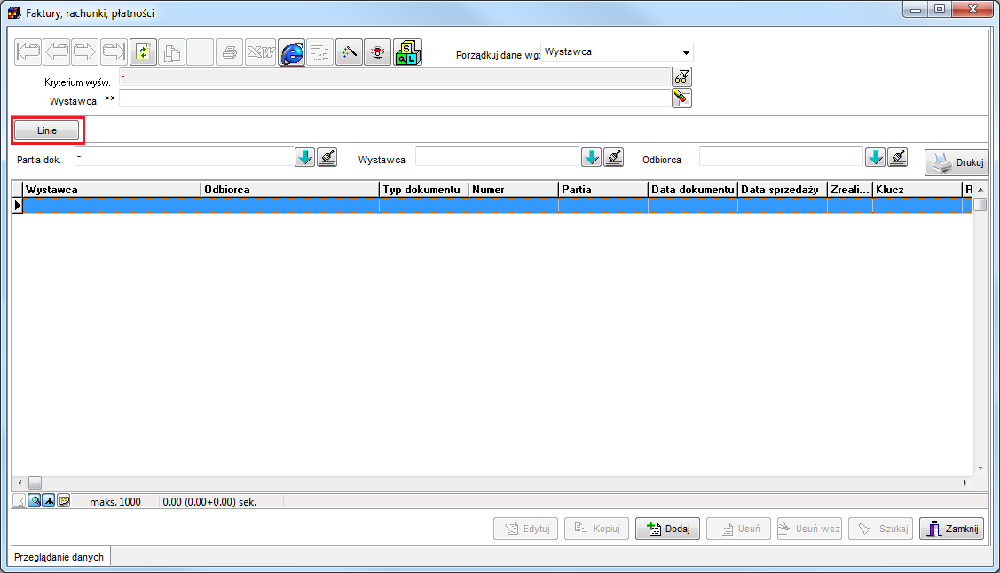 Faktury, rachunki, płatności
Porządkuj dane wg: Wystawca
Kryterium wyśw. -
Wystawca >>
Linie
Partia dok. - Wystawca Odbiorca Drukuj
Wystawca Odbiorca Typ dokumentu Numer Partia Data dokumentu Data sprzedaży Zreali... Klucz R
maks. 1000 0.00 (0.00+0.00) sek.
Edytuj Kopiuj Dodaj Usuń Usuń wsz Szukaj Zamknij
Przeglądanie danych